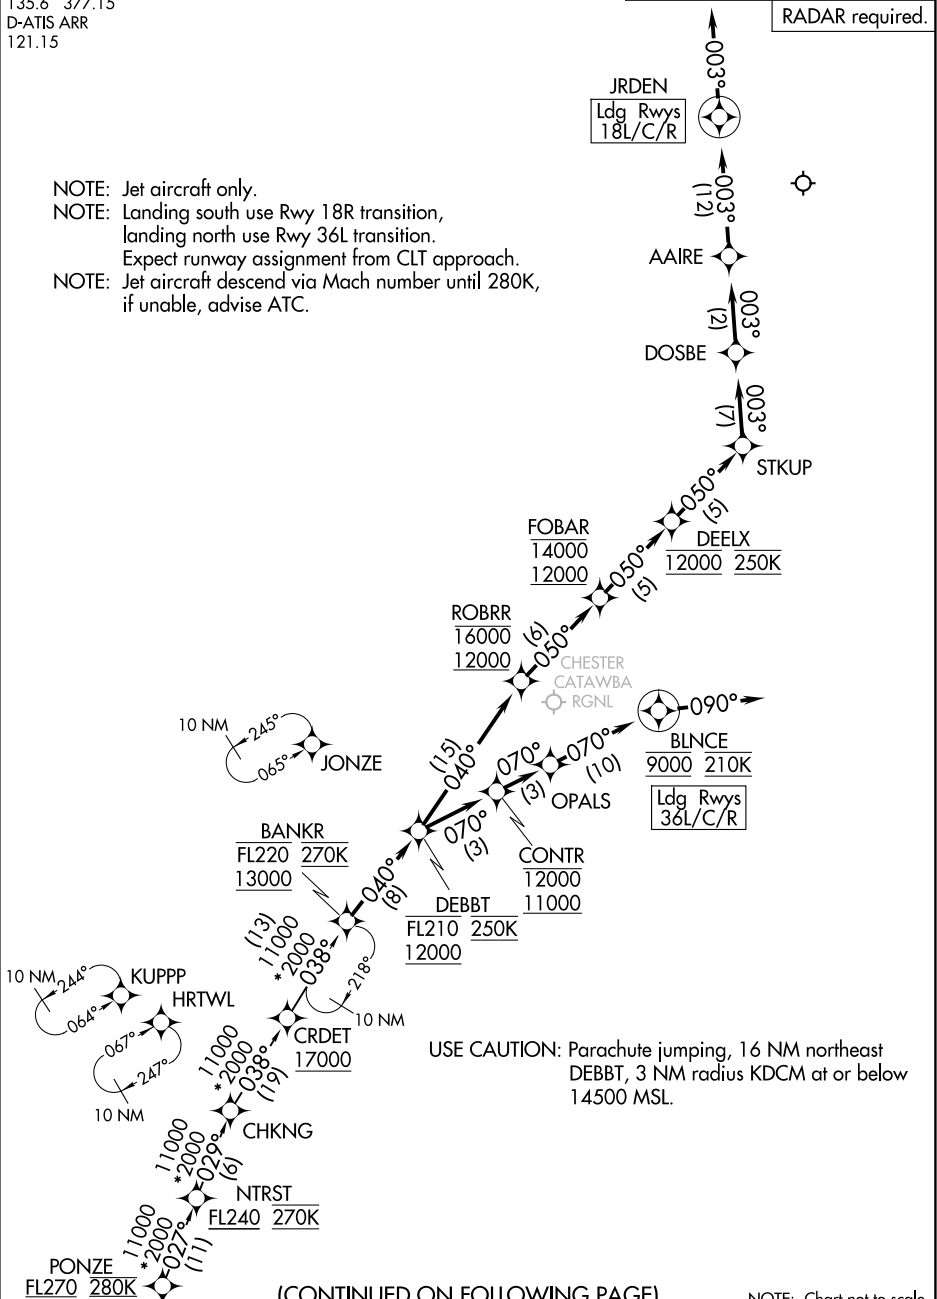 135.6 377.15
D-ATIS ARR
121.15
RADAR required.
003°
JRDEN
Ldg Rwys
18L/C/R
NOTE: Jet aircraft only.
NOTE: Landing south use Rwy 18R transition,
landing north use Rwy 36L transition.
Expect runway assignment from CLT approach.
NOTE: Jet aircraft descend via Mach number until 280K,
if unable, advise ATC.
003°
(12)
AAIRE
003°
(2)
DOSBE
003°
(7)
STKUP
050°
(5)
FOBAR
14000
12000
DEELX
12000 250K
050°
(5)
ROBRR
16000
12000
(6)
050°
CHESTER
CATAWBA
RGNL
090°
10 NM
245°
065°
JONZE
(15)
040°
070°
(3)
070°
(10)
OPALS
BLNCE
9000 210K
Ldg Rwys
36L/C/R
BANKR
FL220 270K
13000
070°
(3)
CONTR
12000
11000
040°
(8)
DEBBT
FL210 250K
12000
(13)
11000
*2000
038°
218°
10 NM
10 NM
244°
064°
KUPPP
HRTWL
067°
247°
10 NM
CRDET
17000
USE CAUTION: Parachute jumping, 16 NM northeast
DEBBT, 3 NM radius KDCM at or below
14500 MSL.
11000
*2000
038°
(19)
CHKNG
11000
*2000
029°
(6)
NTRST
FL240 270K
11000
*2000
027°
(11)
PONZE
FL270 280K
(CONTINUED ON FOLLOWING PAGE)
NOTE: Chart not to scale